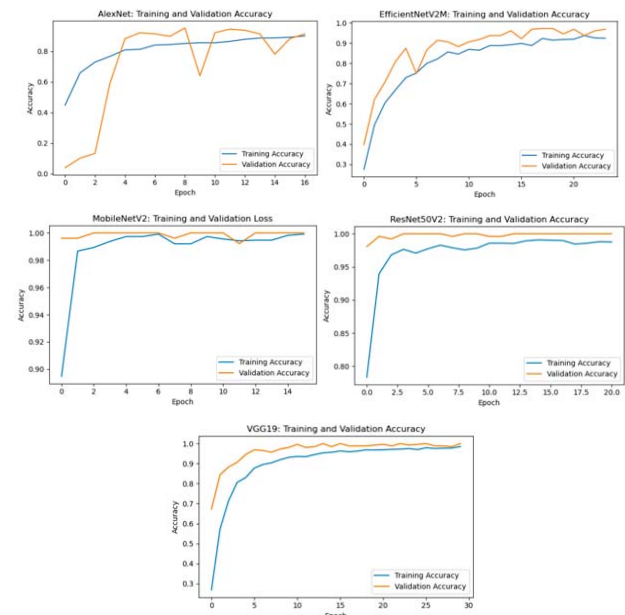 AlexNet: Training and Validation Accuracy
Accuracy
0.8
0.6
0.4
0.2
0.0
0 2 4 6 8 10 12 14 16
Epoch
Training Accuracy
Validation Accuracy
EfficientNetV2M: Training and Validation Accuracy
Accuracy
1.0
0.9
0.8
0.7
0.6
0.5
0.4
0.3
0 5 10 15 20
Epoch
Training Accuracy
Validation Accuracy
MobileNetV2: Training and Validation Loss
Accuracy
1.00
0.98
0.96
0.94
0.92
0.90
0 2 4 6 8 10 12 14
Epoch
Training Accuracy
Validation Accuracy
ResNet50V2: Training and Validation Accuracy
Accuracy
1.00
0.95
0.90
0.85
0.80
0.0 2.5 5.0 7.5 10.0 12.5 15.0 17.5 20.0
Epoch
Training Accuracy
Validation Accuracy
VGG19: Training and Validation Accuracy
Accuracy
1.0
0.9
0.8
0.7
0.6
0.5
0.4
0.3
0 5 10 15 20 25 30
Epoch
Training Accuracy
Validation Accuracy